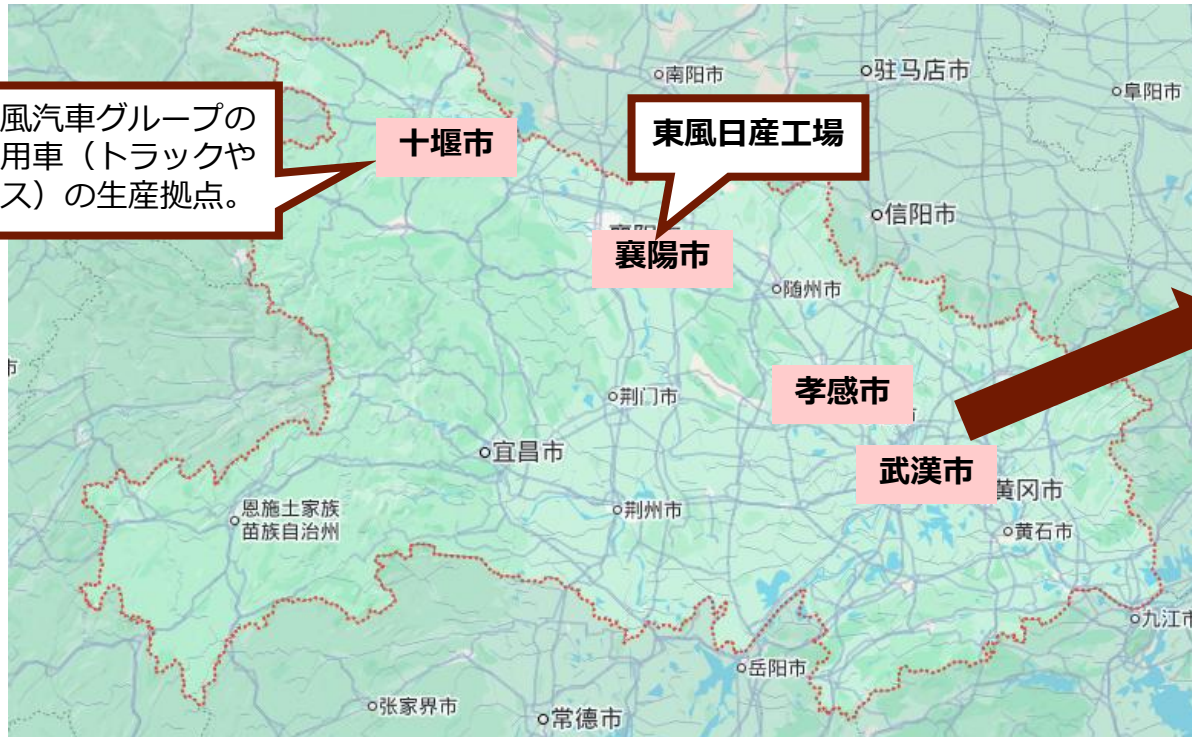 南阳市
驻马店市
阜阳市
風汽車グループの
用車（トラックや
ス）の生産拠点。
十堰市
東風日産工場
信阳市
襄陽市
随州市
市
荆门市
孝感市
市
宜昌市
武漢市
黄冈市
恩施土家族
苗族自治州
荆州市
黄石市
九江市
岳阳市
张家界市
常德市